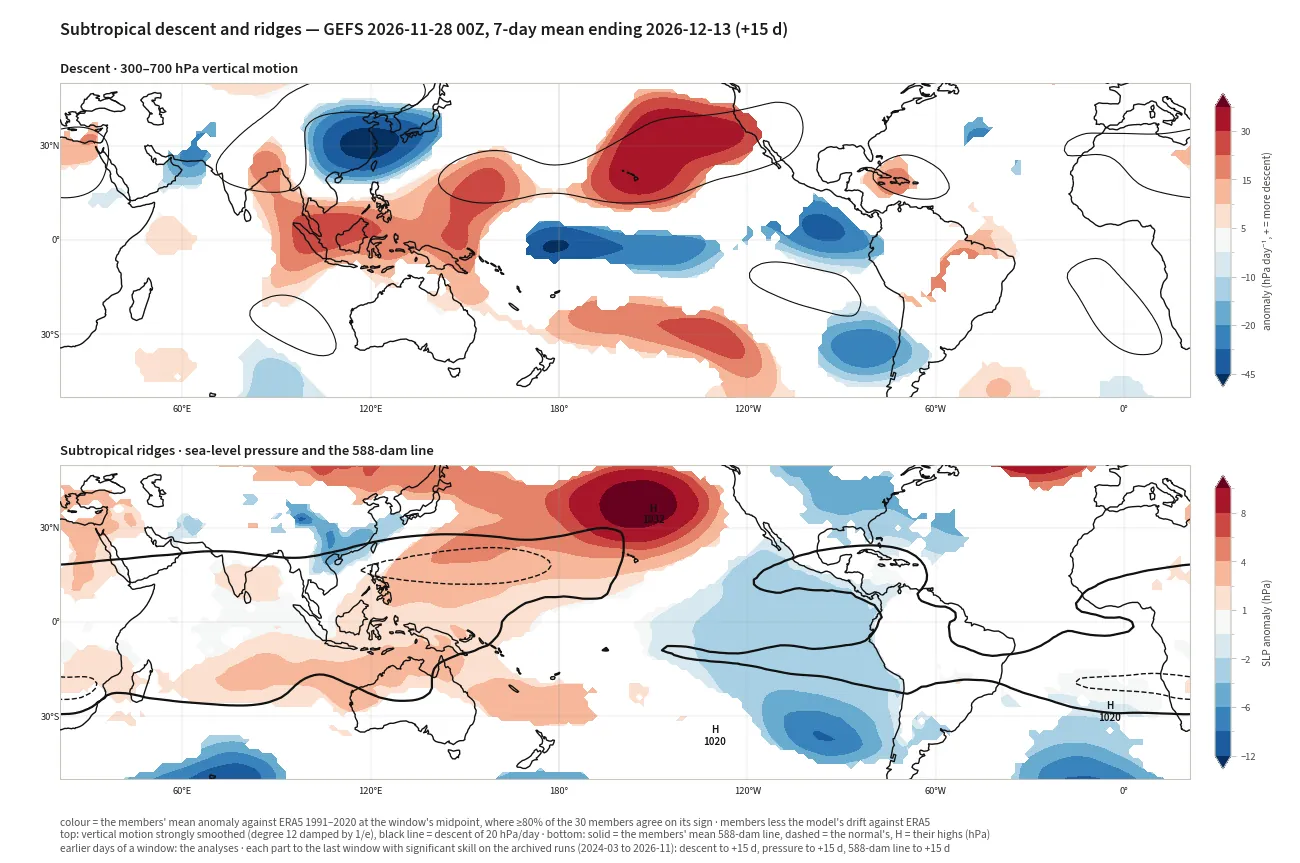 Subtropical descent and ridges — GEFS 2026-11-28 00Z, 7-day mean ending 2026-12-13 (+15 d)
Descent · 300–700 hPa vertical motion
30°N
0°
30°S
60°E
120°E
180°
120°W
60°W
0°
30
15
5
−10
−20
−45
anomaly (hPa day⁻¹, + = more descent)
Subtropical ridges · sea-level pressure and the 588-dam line
30°N
0°
30°S
H
1032
H
1020
H
1020
60°E
120°E
180°
120°W
60°W
0°
8
4
1
−2
−6
−12
SLP anomaly (hPa)
colour = the members' mean anomaly against ERA5 1991–2020 at the window's midpoint, where ≥80% of the 30 members agree on its sign · members less the model's drift against ERA5
top: vertical motion strongly smoothed (degree 12 damped by 1/e), black line = descent of 20 hPa/day · bottom: solid = the members' mean 588-dam line, dashed = the normal's, H = their highs (hPa)
earlier days of a window: the analyses · each part to the last window with significant skill on the archived runs (2024-03 to 2026-11): descent to +15 d, pressure to +15 d, 588-dam line to +15 d